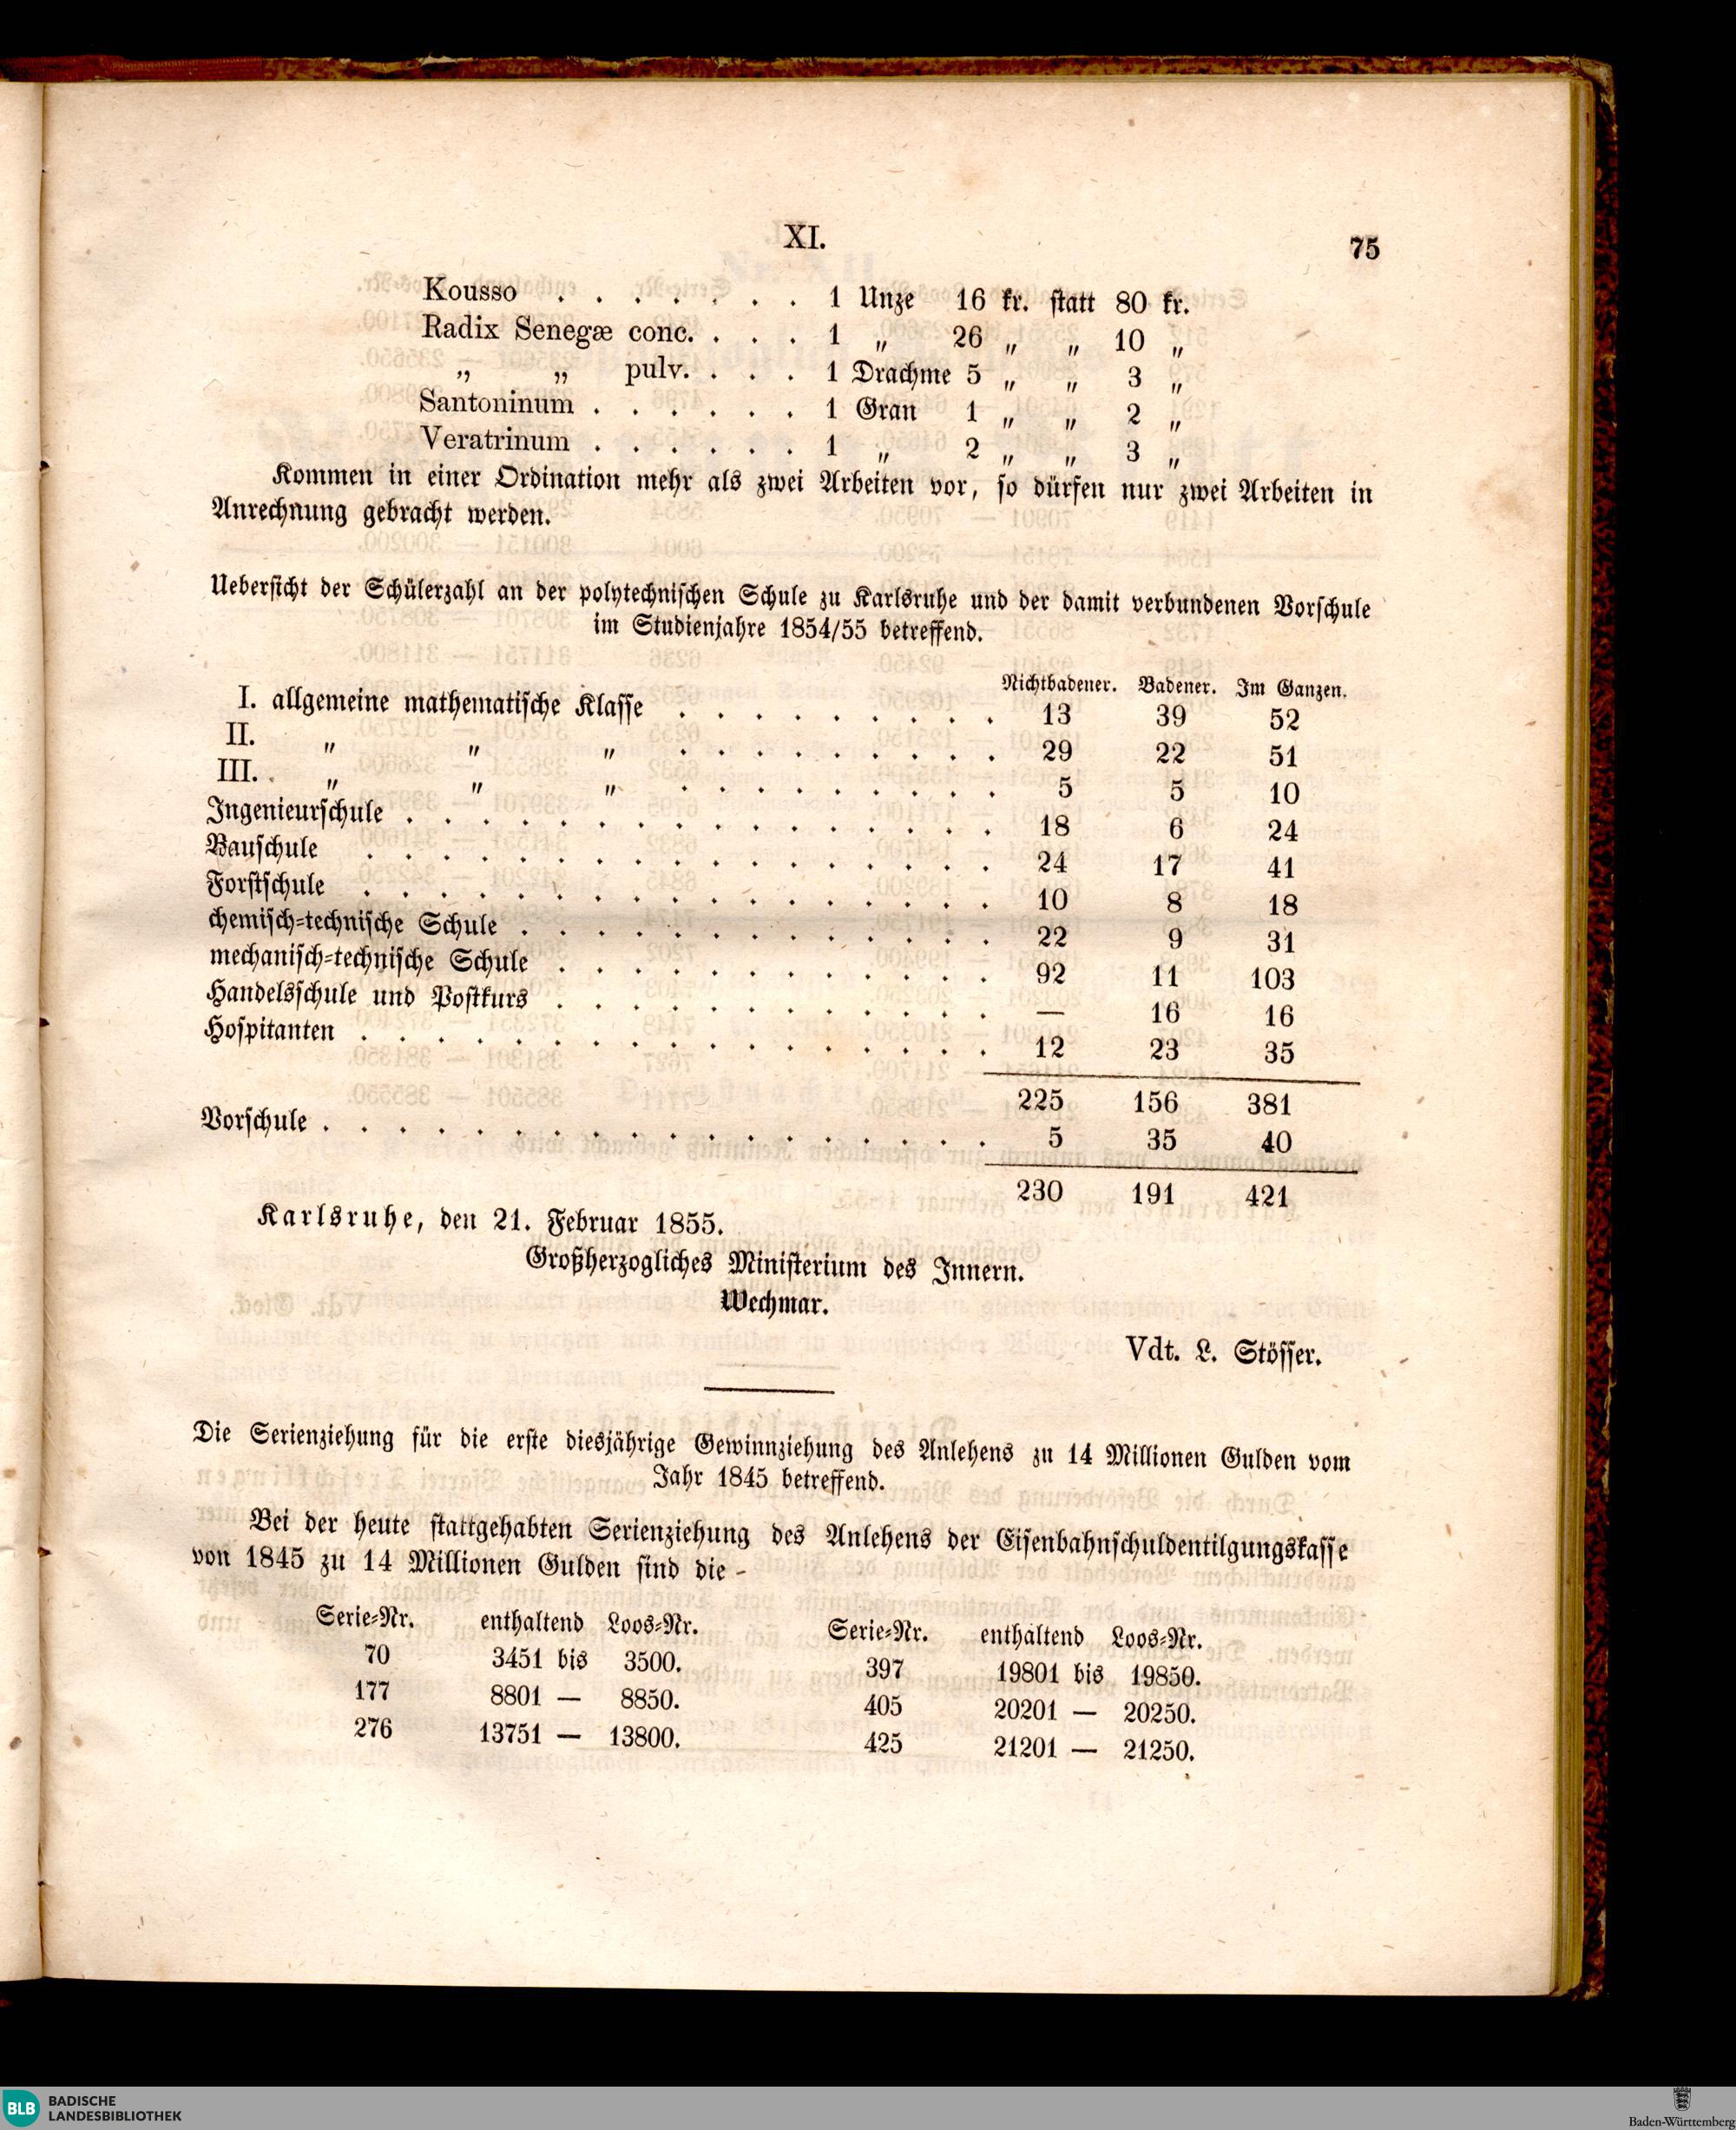 XI.
75
Kousso . . . . . . . 1 Unze 16 kr. statt 80 kr.
Radix Senegæ conc. . . . 1 „ 26 „ „ 10 „
„ „ pulv. . . . 1 Drachme 5 „ „ 3 „
Santoninum . . . . . . 1 Gran 1 „ „ 2 „
Veratrinum . . . . . . 1 „ 2 „ „ 3 „
Kommen in einer Ordination mehr als zwei Arbeiten vor, so dürfen nur zwei Arbeiten in
Anrechnung gebracht werden.
Uebersicht der Schülerzahl an der polytechnischen Schule zu Karlsruhe und der damit verbundenen Vorschule
im Studienjahre 1854/55 betreffend.
Nichtbadener. Badener. Im Ganzen.
I. allgemeine mathematische Klasse . . . . . . . . . 13 39 52
II. „ „ „ . . . . . . . . . 29 22 51
III. „ „ „ . . . . . . . . . 5 5 10
Ingenieurschule . . . . . . . . . . . . . . . . 18 6 24
Bauschule . . . . . . . . . . . . . . . . . 24 17 41
Forstschule . . . . . . . . . . . . . . . . . 10 8 18
chemisch-technische Schule . . . . . . . . . . . . . 22 9 31
mechanisch-technische Schule . . . . . . . . . . . . 92 11 103
Handelsschule und Postkurs . . . . . . . . . . . . — 16 16
Hospitanten . . . . . . . . . . . . . . . . . 12 23 35
225 156 381
Vorschule . . . . . . . . . . . . . . . . . . 5 35 40
230 191 421
Karlsruhe, den 21. Februar 1855.
Großherzogliches Ministerium des Innern.
Wechmar.
Vdt. L. Stösser.
Die Serienziehung für die erste diesjährige Gewinnziehung des Anlehens zu 14 Millionen Gulden vom
Jahr 1845 betreffend.
Bei der heute stattgehabten Serienziehung des Anlehens der Eisenbahnschuldentilgungskasse
von 1845 zu 14 Millionen Gulden sind die -
Serie-Nr. enthaltend Loos-Nr. Serie-Nr. enthaltend Loos-Nr.
70 3451 bis 3500. 397 19801 bis 19850.
177 8801 — 8850. 405 20201 — 20250.
276 13751 — 13800. 425 21201 — 21250.
BLB BADISCHE
LANDESBIBLIOTHEK
Baden-Württemberg